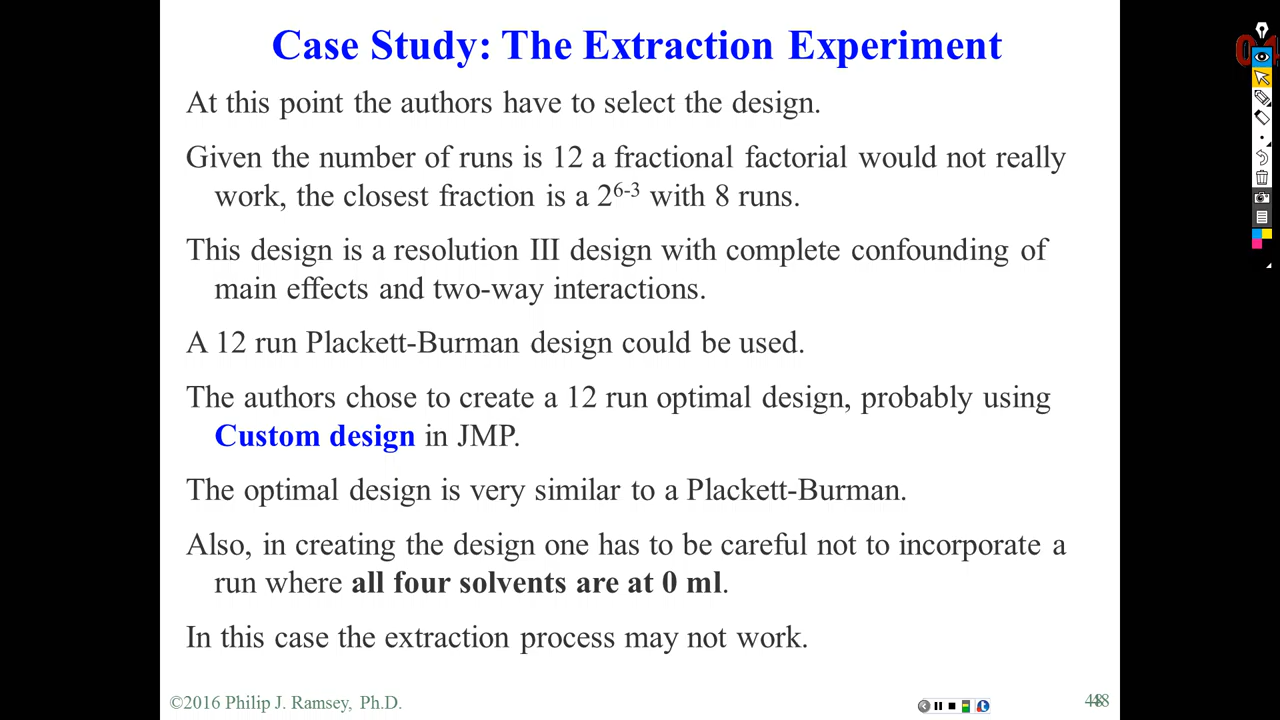 Case Study: The Extraction Experiment
At this point the authors have to select the design.
Given the number of runs is 12 a fractional factorial would not really
work, the closest fraction is a 2⁶⁻³ with 8 runs.
This design is a resolution III design with complete confounding of
main effects and two-way interactions.
A 12 run Plackett-Burman design could be used.
The authors chose to create a 12 run optimal design, probably using
Custom design in JMP.
The optimal design is very similar to a Plackett-Burman.
Also, in creating the design one has to be careful not to incorporate a
run where all four solvents are at 0 ml.
In this case the extraction process may not work.
©2016 Philip J. Ramsey, Ph.D.